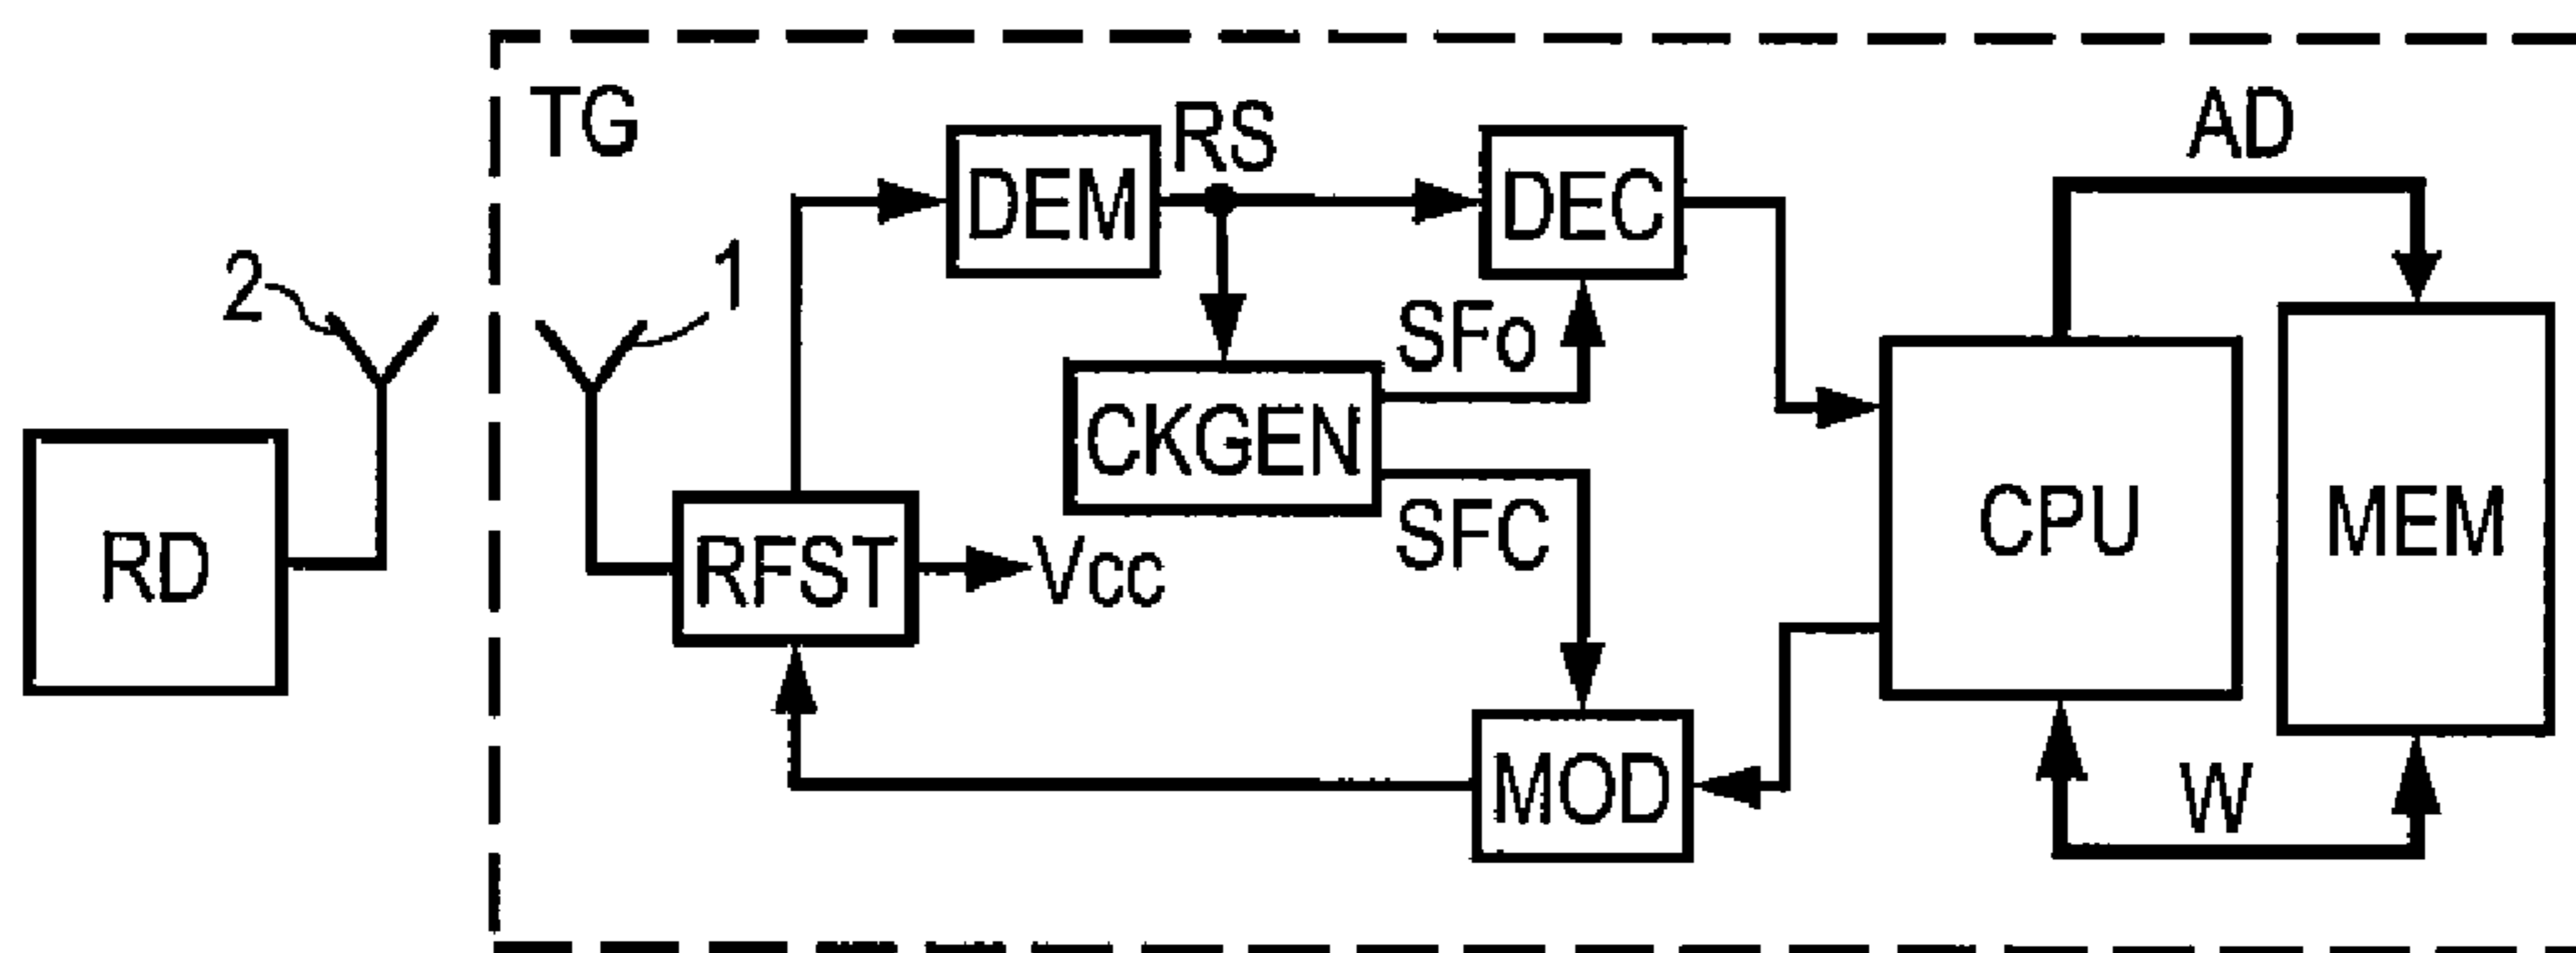 TG
DEM
RS
DEC
AD
2
1
SFo
CKGEN
SFC
RD
RFST
Vcc
CPU
MEM
MOD
W